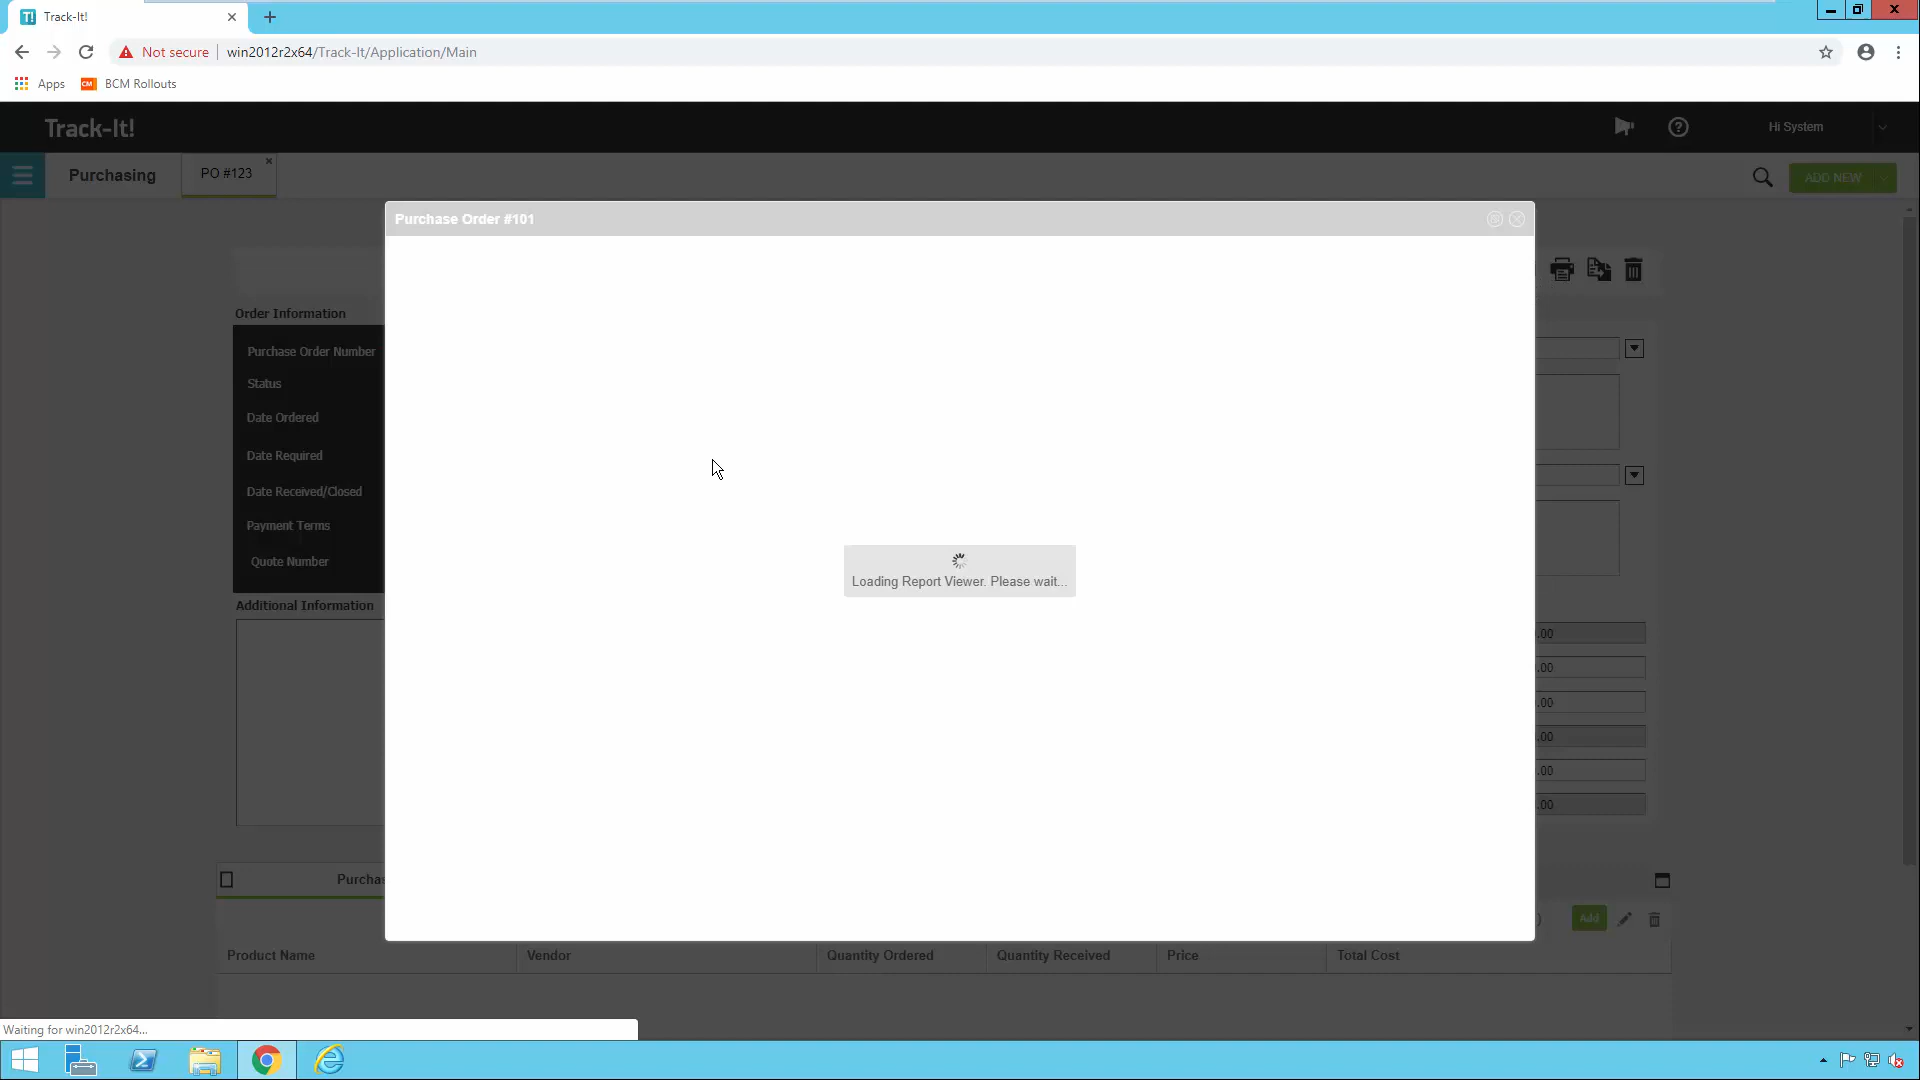 Track-It!
Not secure
win2012r2x64/Track-It/Application/Main
Apps
BCM Rollouts
Track-It!
Hi System
Purchasing
PO #123
ADD NEW
Purchase Order #101
Order Information
Purchase Order Number
Status
Date Ordered
Date Required
Date Received/Closed
Payment Terms
Quote Number
Loading Report Viewer. Please wait...
Additional Information
.00
.00
.00
.00
.00
.00
Purchas
Add
Product Name
Vendor
Quantity Ordered
Quantity Received
Price
Total Cost
Waiting for win2012r2x64...